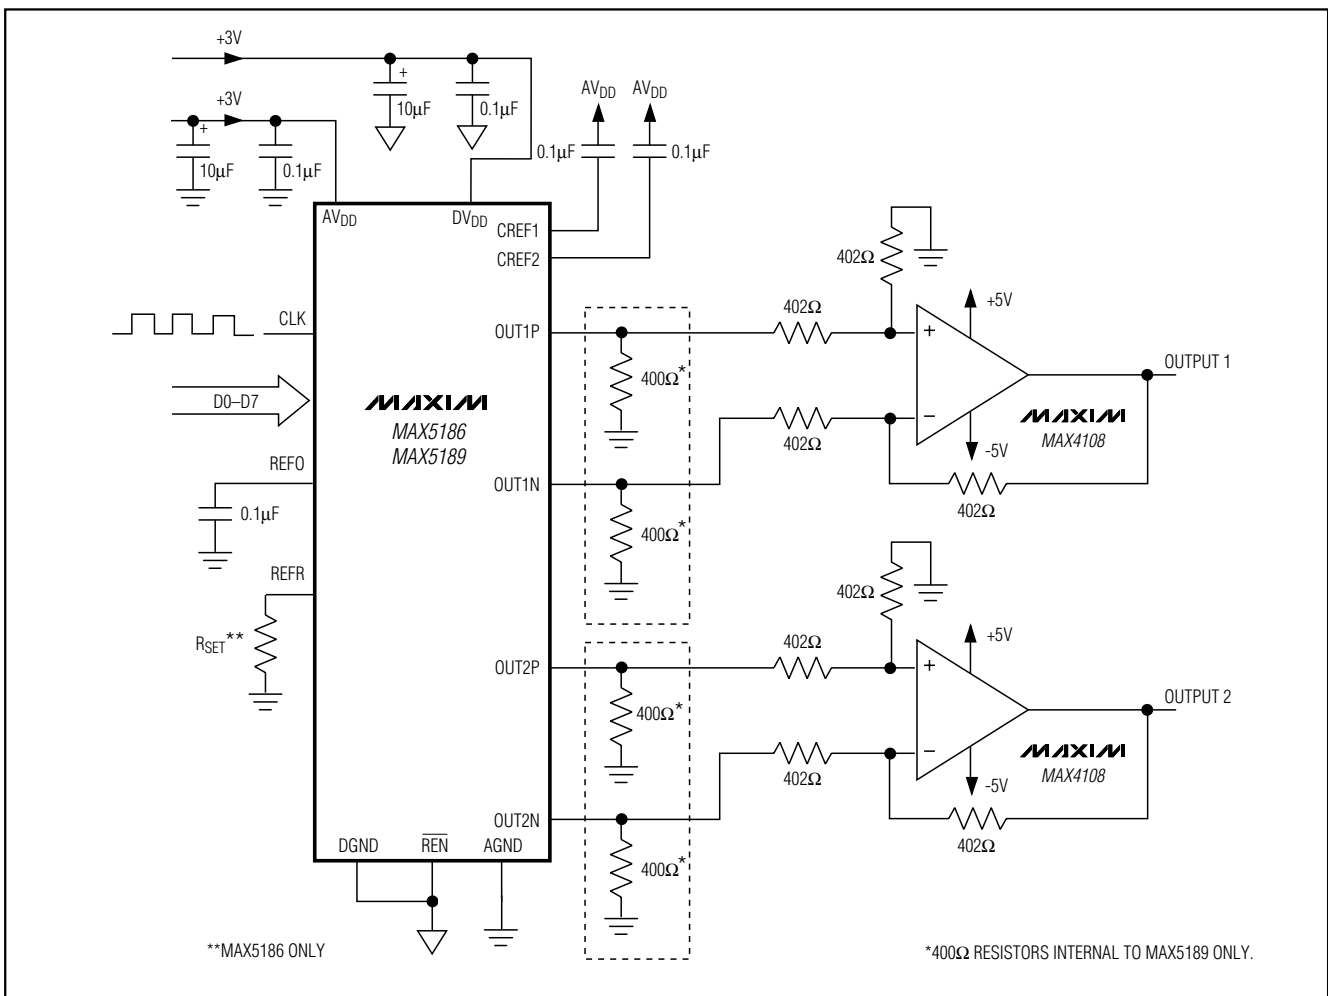 +3V
+
10µF
0.1µF
+3V
+
10µF
0.1µF
AVDD
AVDD
0.1µF
0.1µF
AVDD
DVDD
CREF1
CREF2
CLK
D0–D7
REFO
0.1µF
REFR
RSET**
MAXIM
MAX5186
MAX5189
OUT1P
400Ω*
OUT1N
400Ω*
OUT2P
400Ω*
OUT2N
400Ω*
DGND
REN
AGND
402Ω
402Ω
402Ω
+
−
+5V
-5V
MAXIM
MAX4108
402Ω
OUTPUT 1
402Ω
402Ω
402Ω
+
−
+5V
-5V
MAXIM
MAX4108
402Ω
OUTPUT 2
**MAX5186 ONLY
*400Ω RESISTORS INTERNAL TO MAX5189 ONLY.